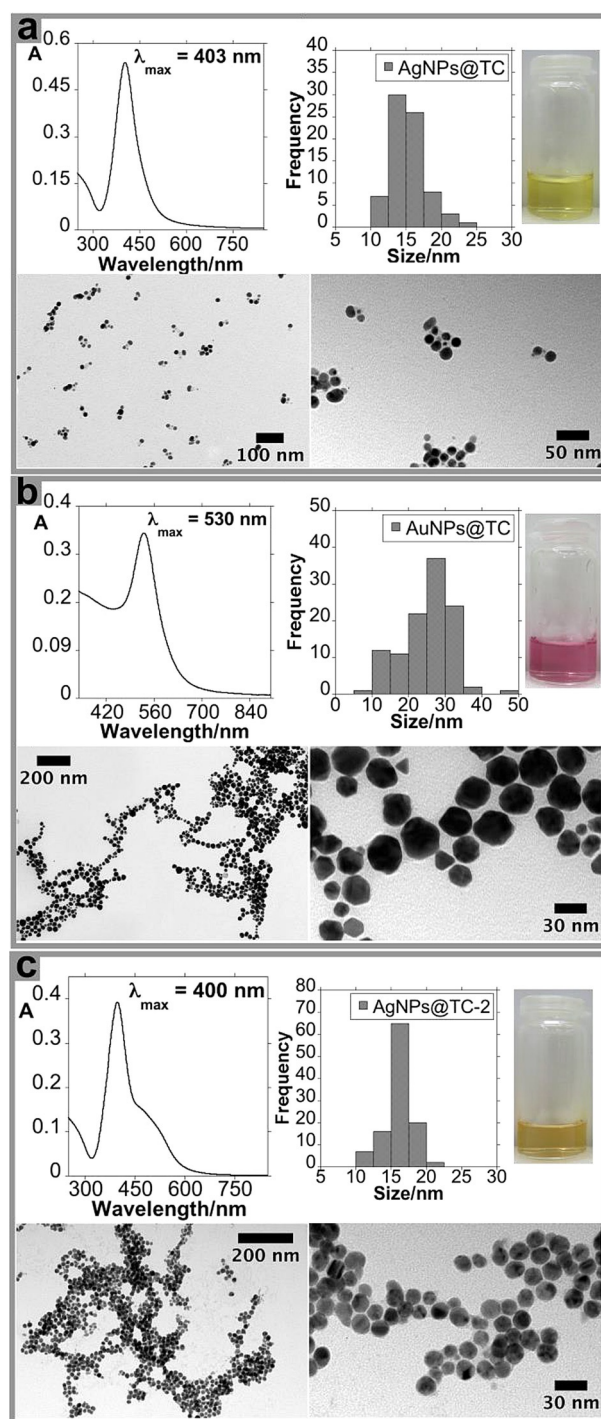 a
A
λmax = 403 nm
0.6
0.45
0.3
0.15
0
300
450
600
750
Wavelength/nm
Frequency
40
35
30
25
20
15
10
5
0
AgNPs@TC
5
10
15
20
25
30
Size/nm
100 nm
50 nm
b
A
λmax = 530 nm
0.4
0.3
0.2
0.09
0
420
560
700
840
Wavelength/nm
Frequency
50
40
30
20
10
0
AuNPs@TC
0
10
20
30
40
50
Size/nm
200 nm
30 nm
c
A
λmax = 400 nm
0.4
0.3
0.2
0.1
0
300
450
600
750
Wavelength/nm
Frequency
80
70
60
50
40
30
20
10
0
AgNPs@TC-2
5
10
15
20
25
30
Size/nm
200 nm
30 nm